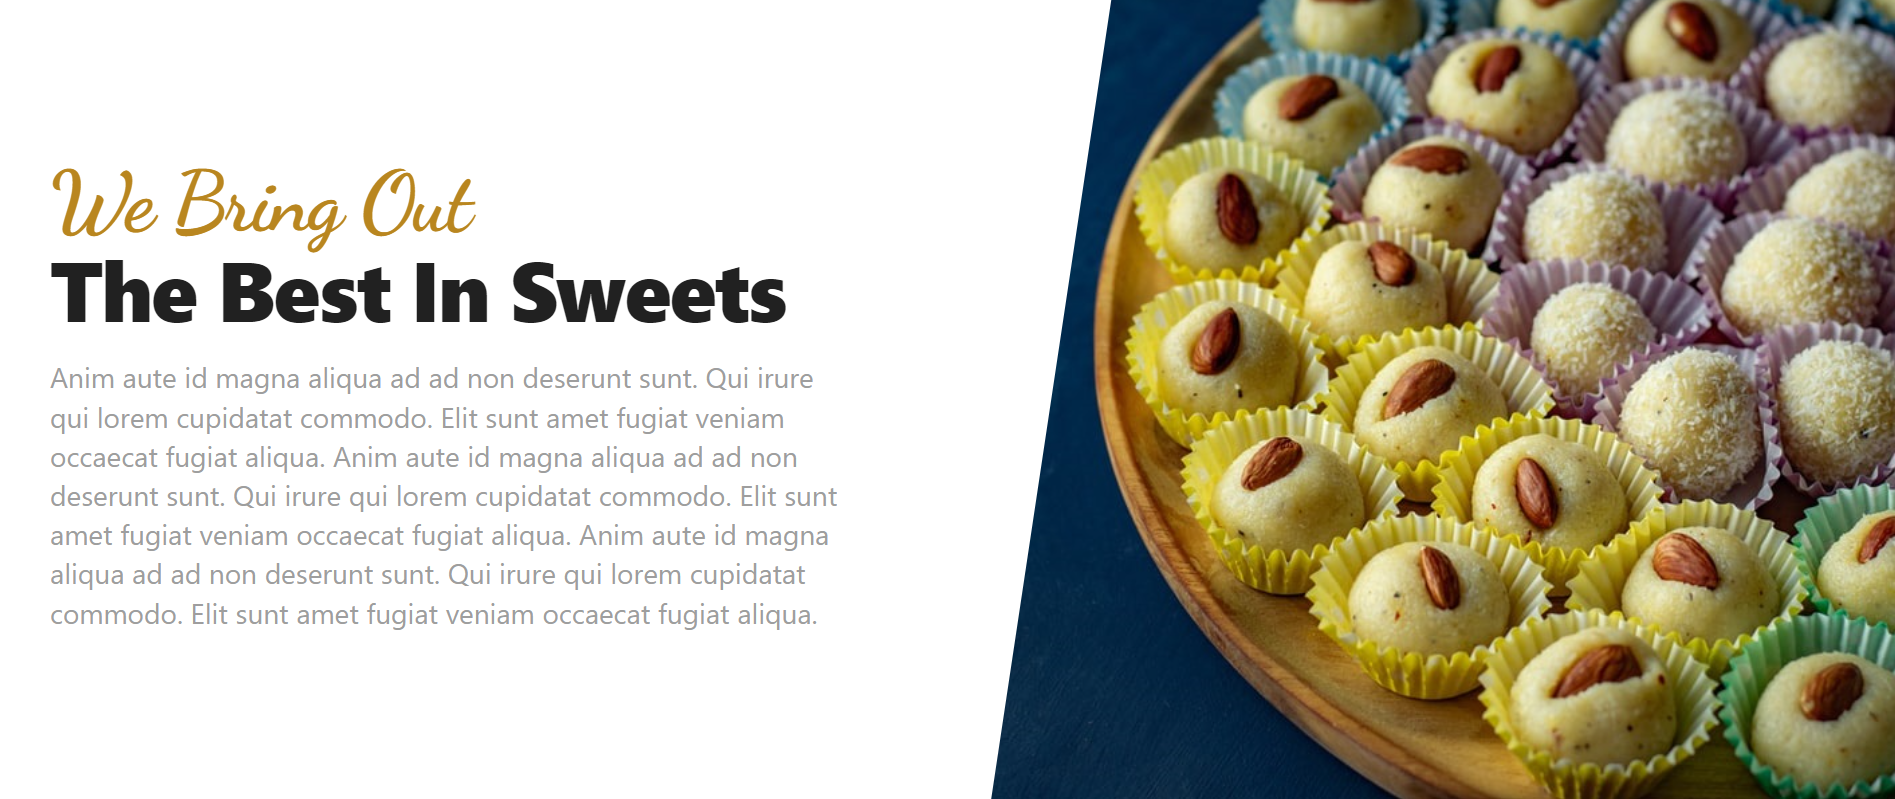 We Bring Out
The Best In Sweets
Anim aute id magna aliqua ad ad non deserunt sunt. Qui irure
qui lorem cupidatat commodo. Elit sunt amet fugiat veniam
occaecat fugiat aliqua. Anim aute id magna aliqua ad ad non
deserunt sunt. Qui irure qui lorem cupidatat commodo. Elit sunt
amet fugiat veniam occaecat fugiat aliqua. Anim aute id magna
aliqua ad ad non deserunt sunt. Qui irure qui lorem cupidatat
commodo. Elit sunt amet fugiat veniam occaecat fugiat aliqua.